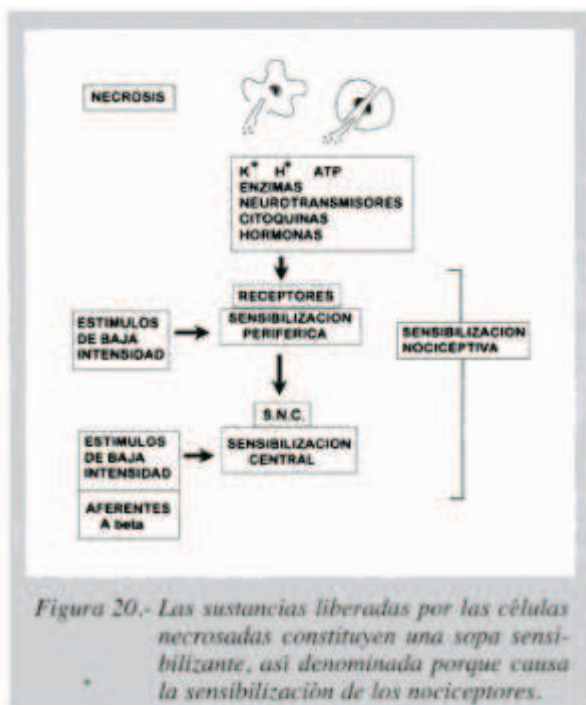 NECROSIS
K+ H+ ATP
ENZIMAS
NEUROTRANSMISORES
CITOQUINAS
HORMONAS
RECEPTORES
ESTIMULOS
DE BAJA
INTENSIDAD
SENSIBILIZACION
PERIFERICA
SENSIBILIZACION
NOCICEPTIVA
S.N.C.
ESTIMULOS
DE BAJA
INTENSIDAD
SENSIBILIZACION
CENTRAL
AFERENTES
A beta
Figura 20.- Las sustancias liberadas por las células
necrosadas constituyen una sopa sensi-
bilizante, así denominada porque causa
la sensibilización de los nociceptores.